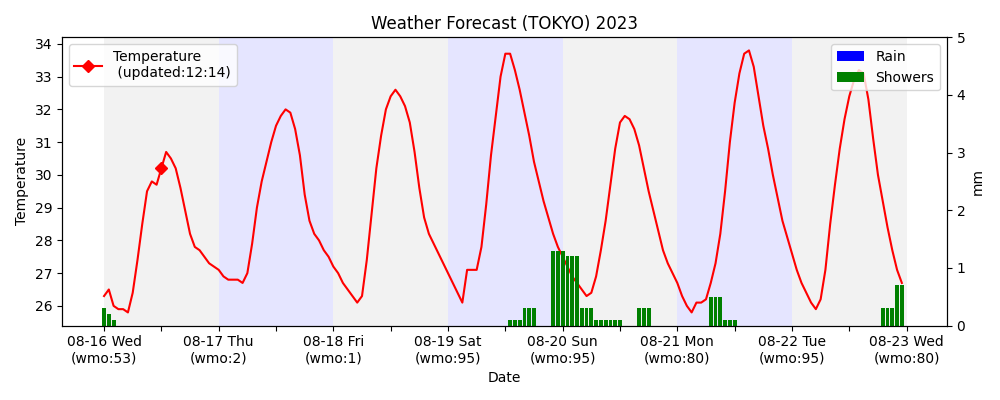 Weather Forecast (TOKYO) 2023
Temperature
(updated:12:14)
Rain
Showers
Temperature
34
33
32
31
30
29
28
27
26
5
4
3
2
1
0
mm
08-16 Wed
(wmo:53)
08-17 Thu
(wmo:2)
08-18 Fri
(wmo:1)
08-19 Sat
(wmo:95)
08-20 Sun
(wmo:95)
08-21 Mon
(wmo:80)
08-22 Tue
(wmo:95)
08-23 Wed
(wmo:80)
Date